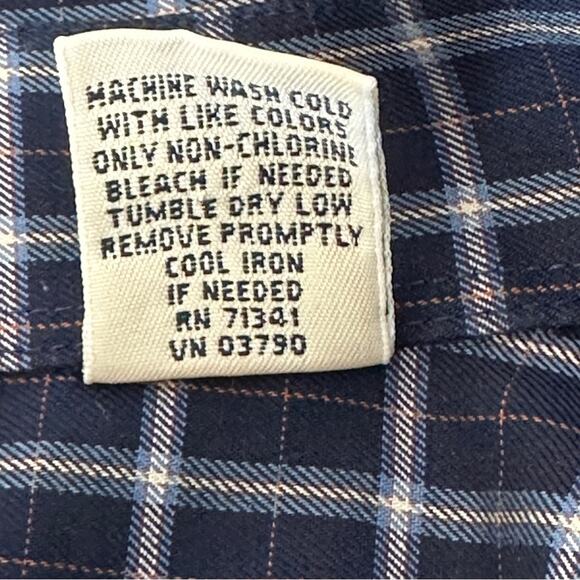 MACHINE WASH COLD
WITH LIKE COLORS
ONLY NON-CHLORINE
BLEACH IF NEEDED
TUMBLE DRY LOW
REMOVE PROMPTLY
COOL IRON
IF NEEDED
RN 71341
VN 03790